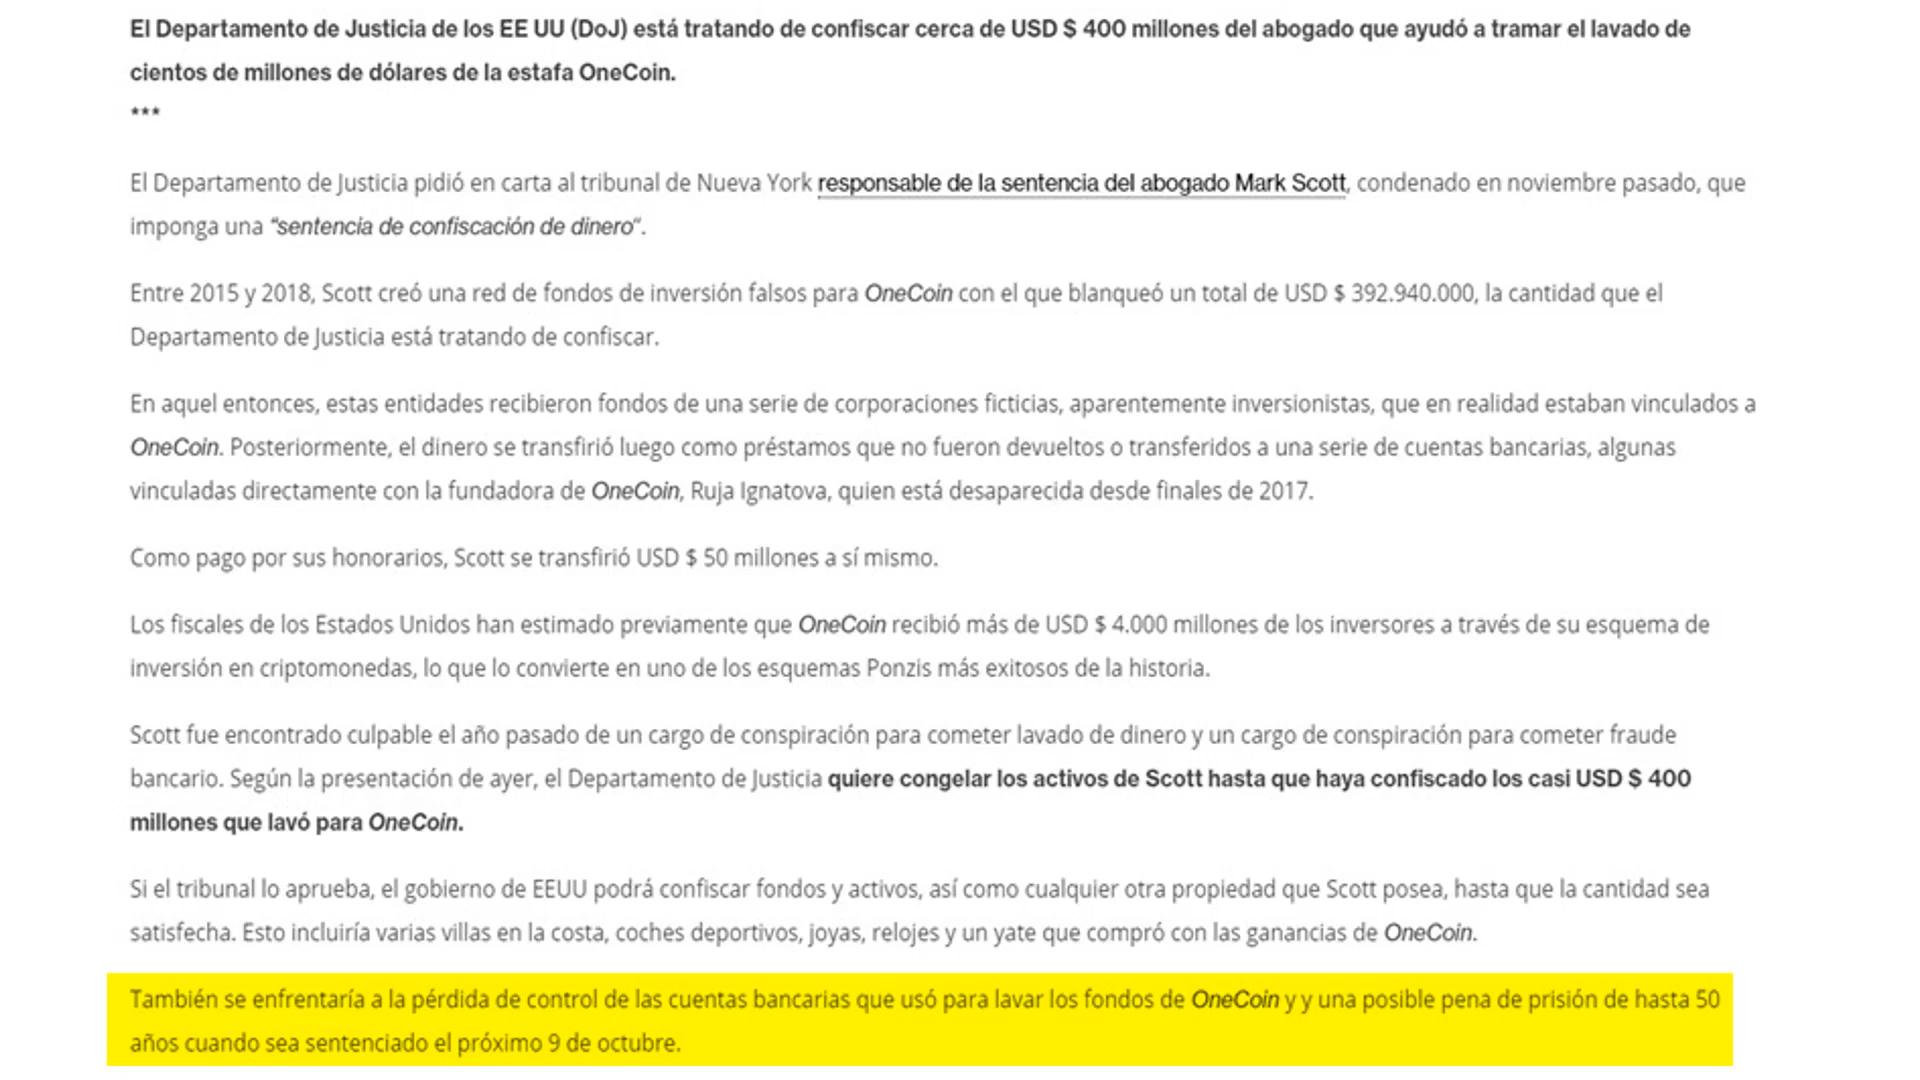 El Departamento de Justicia de los EE UU (DoJ) está tratando de confiscar cerca de USD $ 400 millones del abogado que ayudó a tramar el lavado de
cientos de millones de dólares de la estafa OneCoin.
***
El Departamento de Justicia pidió en carta al tribunal de Nueva York responsable de la sentencia del abogado Mark Scott, condenado en noviembre pasado, que
imponga una “sentencia de confiscación de dinero“.
Entre 2015 y 2018, Scott creó una red de fondos de inversión falsos para OneCoin con el que blanqueó un total de USD $ 392.940.000, la cantidad que el
Departamento de Justicia está tratando de confiscar.
En aquel entonces, estas entidades recibieron fondos de una serie de corporaciones ficticias, aparentemente inversionistas, que en realidad estaban vinculados a
OneCoin. Posteriormente, el dinero se transfirió luego como préstamos que no fueron devueltos o transferidos a una serie de cuentas bancarias, algunas
vinculadas directamente con la fundadora de OneCoin, Ruja Ignatova, quien está desaparecida desde finales de 2017.
Como pago por sus honorarios, Scott se transfirió USD $ 50 millones a sí mismo.
Los fiscales de los Estados Unidos han estimado previamente que OneCoin recibió más de USD $ 4.000 millones de los inversores a través de su esquema de
inversión en criptomonedas, lo que lo convierte en uno de los esquemas Ponzis más exitosos de la historia.
Scott fue encontrado culpable el año pasado de un cargo de conspiración para cometer lavado de dinero y un cargo de conspiración para cometer fraude
bancario. Según la presentación de ayer, el Departamento de Justicia quiere congelar los activos de Scott hasta que haya confiscado los casi USD $ 400
millones que lavó para OneCoin.
Si el tribunal lo aprueba, el gobierno de EEUU podrá confiscar fondos y activos, así como cualquier otra propiedad que Scott posea, hasta que la cantidad sea
satisfecha. Esto incluiría varias villas en la costa, coches deportivos, joyas, relojes y un yate que compró con las ganancias de OneCoin.
También se enfrentaría a la pérdida de control de las cuentas bancarias que usó para lavar los fondos de OneCoin y y una posible pena de prisión de hasta 50
años cuando sea sentenciado el próximo 9 de octubre.